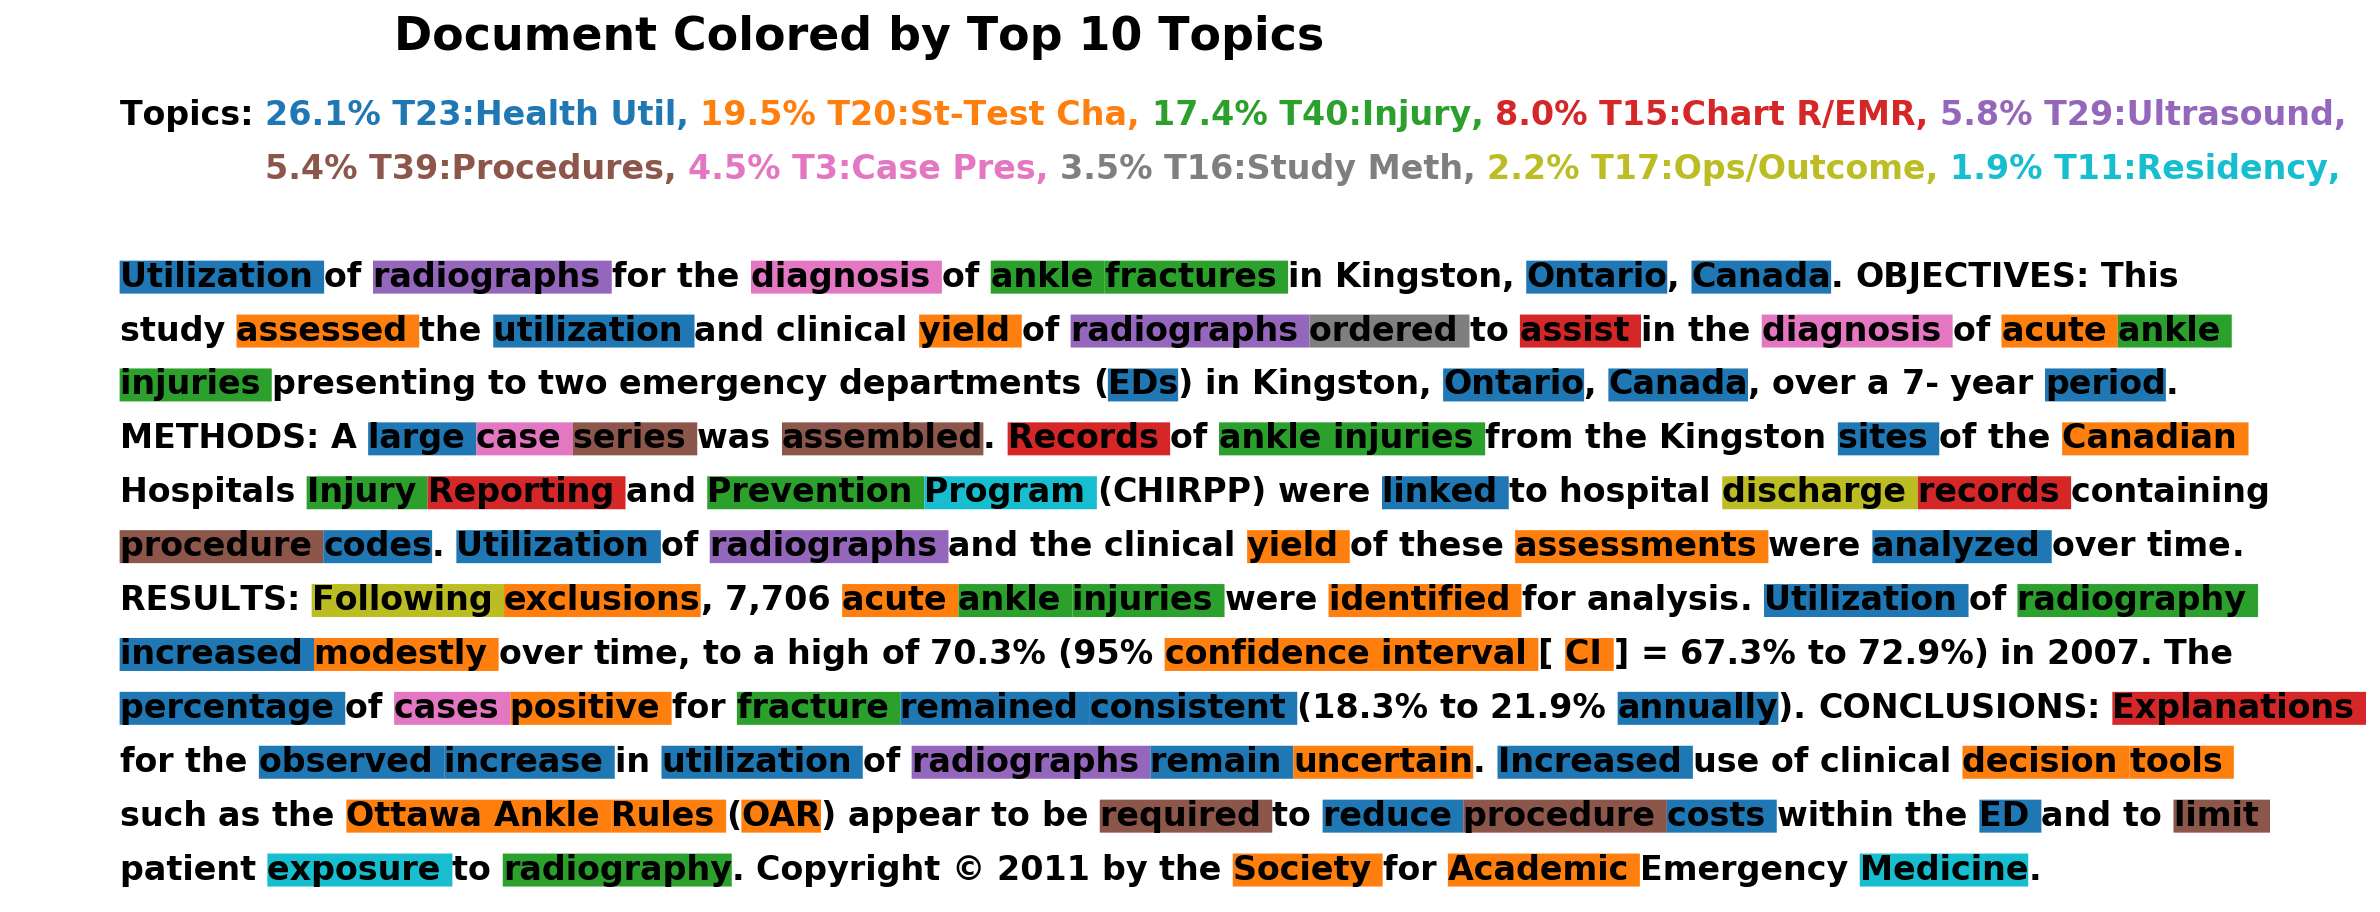 Document Colored by Top 10 Topics
Topics: 26.1% T23:Health Util, 19.5% T20:St-Test Cha, 17.4% T40:Injury, 8.0% T15:Chart R/EMR, 5.8% T29:Ultrasound,
5.4% T39:Procedures, 4.5% T3:Case Pres, 3.5% T16:Study Meth, 2.2% T17:Ops/Outcome, 1.9% T11:Residency,
Utilization of radiographs for the diagnosis of ankle fractures in Kingston, Ontario, Canada. OBJECTIVES: This
study assessed the utilization and clinical yield of radiographs ordered to assist in the diagnosis of acute ankle
injuries presenting to two emergency departments (EDs) in Kingston, Ontario, Canada, over a 7- year period.
METHODS: A large case series was assembled. Records of ankle injuries from the Kingston sites of the Canadian
Hospitals Injury Reporting and Prevention Program (CHIRPP) were linked to hospital discharge records containing
procedure codes. Utilization of radiographs and the clinical yield of these assessments were analyzed over time.
RESULTS: Following exclusions, 7,706 acute ankle injuries were identified for analysis. Utilization of radiography
increased modestly over time, to a high of 70.3% (95% confidence interval [ CI ] = 67.3% to 72.9%) in 2007. The
percentage of cases positive for fracture remained consistent (18.3% to 21.9% annually). CONCLUSIONS: Explanations
for the observed increase in utilization of radiographs remain uncertain. Increased use of clinical decision tools
such as the Ottawa Ankle Rules (OAR) appear to be required to reduce procedure costs within the ED and to limit
patient exposure to radiography. Copyright © 2011 by the Society for Academic Emergency Medicine.